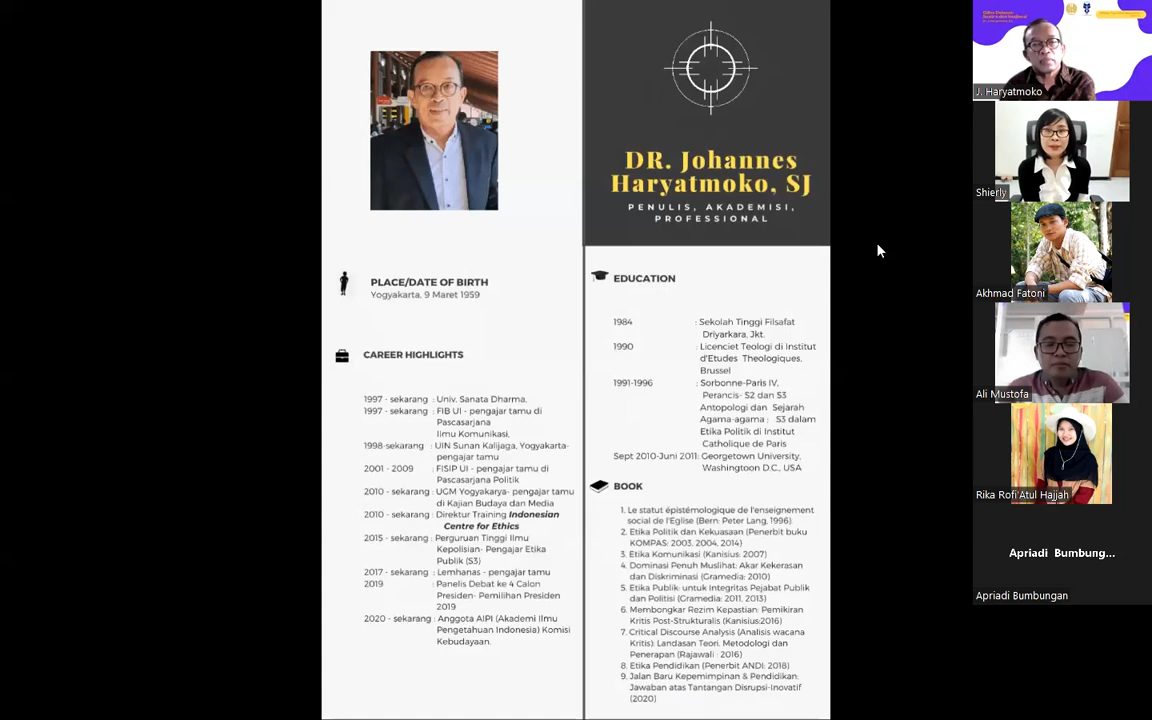 DR. Johannes
Haryatmoko, SJ
PENULIS, AKADEMISI,
PROFESSIONAL
PLACE/DATE OF BIRTH
Yogyakarta, 9 Maret 1959
CAREER HIGHLIGHTS
1997 - sekarang : Univ. Sanata Dharma,
1997 - sekarang : FIB UI - pengajar tamu di
Pascasarjana
Ilmu Komunikasi,
1998-sekarang : UIN Sunan Kalijaga, Yogyakarta-
pengajar tamu
2001 - 2009 : FISIP UI - pengajar tamu di
Pascasarjana Politik
2010 - sekarang : UGM Yogyakarya- pengajar tamu
di Kajian Budaya dan Media
2010 - sekarang : Direktur Training Indonesian
Centre for Ethics
2015 - sekarang : Perguruan Tinggi Ilmu
Kepolisian- Pengajar Etika
Publik (S3)
2017 - sekarang : Lemhanas - pengajar tamu
2019 : Panelis Debat ke 4 Calon
Presiden- Pemilihan Presiden
2019
2020 - sekarang : Anggota AIPI (Akademi Ilmu
Pengetahuan Indonesia) Komisi
Kebudayaan.
EDUCATION
1984 : Sekolah Tinggi Filsafat
Driyarkara, Jkt.
1990 : Licenciet Teologi di Institut
d'Etudes Theologiques,
Brussel
1991-1996 : Sorbonne-Paris IV,
Perancis- S2 dan S3
Antopologi dan Sejarah
Agama-agama ; S3 dalam
Etika Politik di Institut
Catholique de Paris
Sept 2010-Juni 2011: Georgetown University,
Washingtoon D.C., USA
BOOK
1. Le statut épistémologique de l'enseignement
social de l'Eglise (Bern: Peter Lang, 1996).
2. Etika Politik dan Kekuasaan (Penerbit buku
KOMPAS: 2003, 2004, 2014)
3. Etika Komunikasi (Kanisius: 2007)
4. Dominasi Penuh Muslihat: Akar Kekerasan
dan Diskriminasi (Gramedia: 2010)
5. Etika Publik: untuk Integritas Pejabat Publik
dan Politisi (Gramedia: 2011, 2013)
6. Membongkar Rezim Kepastian: Pemikiran
Kritis Post-Strukturalis (Kanisius:2016)
7. Critical Discourse Analysis (Analisis wacana
Kritis): Landasan Teori, Metodologi dan
Penerapan (Rajawali : 2016)
8. Etika Pendidikan (Penerbit ANDI: 2018)
9. Jalan Baru Kepemimpinan & Pendidikan:
Jawaban atas Tantangan Disrupsi-Inovatif
(2020)
J. Haryatmoko
Shierly
Akhmad Fatoni
Ali Mustofa
Rika Rofi Atul Hajjah
Apriadi Bumbung...
Apriadi Bumbungan